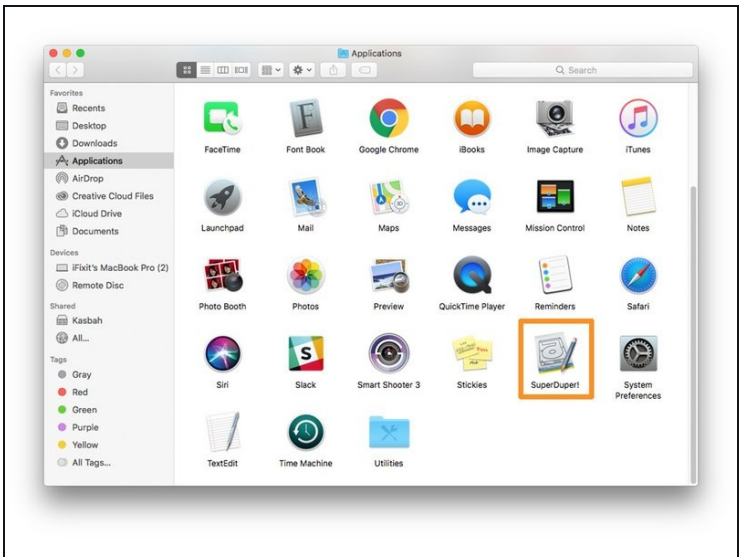 Applications
Search
Favorites
Recents
Desktop
Downloads
Applications
AirDrop
Creative Cloud Files
iCloud Drive
Documents
Devices
iFixit's MacBook Pro (2)
Remote Disc
Shared
Kasbah
All...
Tags
Gray
Red
Green
Purple
Yellow
All Tags...
FaceTime
Font Book
Google Chrome
iBooks
Image Capture
iTunes
Launchpad
Mail
Maps
Messages
Mission Control
Notes
Photo Booth
Photos
Preview
QuickTime Player
Reminders
Safari
Siri
Slack
Smart Shooter 3
Stickies
SuperDuper!
System
Preferences
TextEdit
Time Machine
Utilities